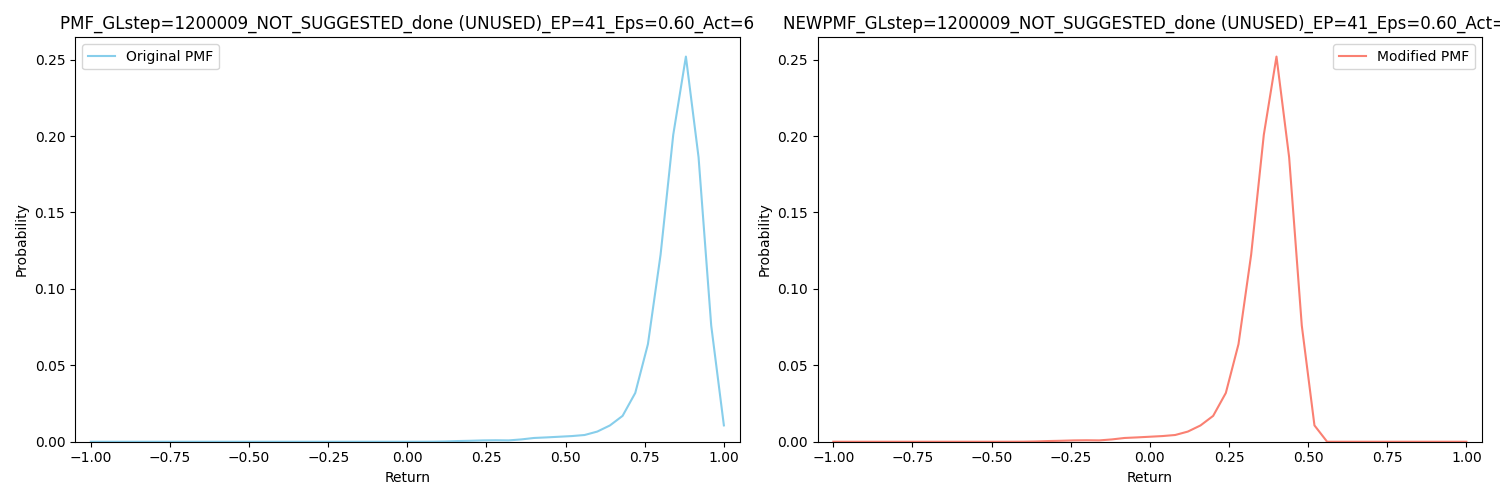 PMF_GLstep=1200009_NOT_SUGGESTED_done (UNUSED)_EP=41_Eps=0.60_Act=6
Original PMF
0.25
0.20
0.15
0.10
0.05
0.00
Probability
−1.00 −0.75 −0.50 −0.25 0.00 0.25 0.50 0.75 1.00
Return
NEWPMF_GLstep=1200009_NOT_SUGGESTED_done (UNUSED)_EP=41_Eps=0.60_Act=
Modified PMF
0.25
0.20
0.15
0.10
0.05
0.00
Probability
−1.00 −0.75 −0.50 −0.25 0.00 0.25 0.50 0.75 1.00
Return